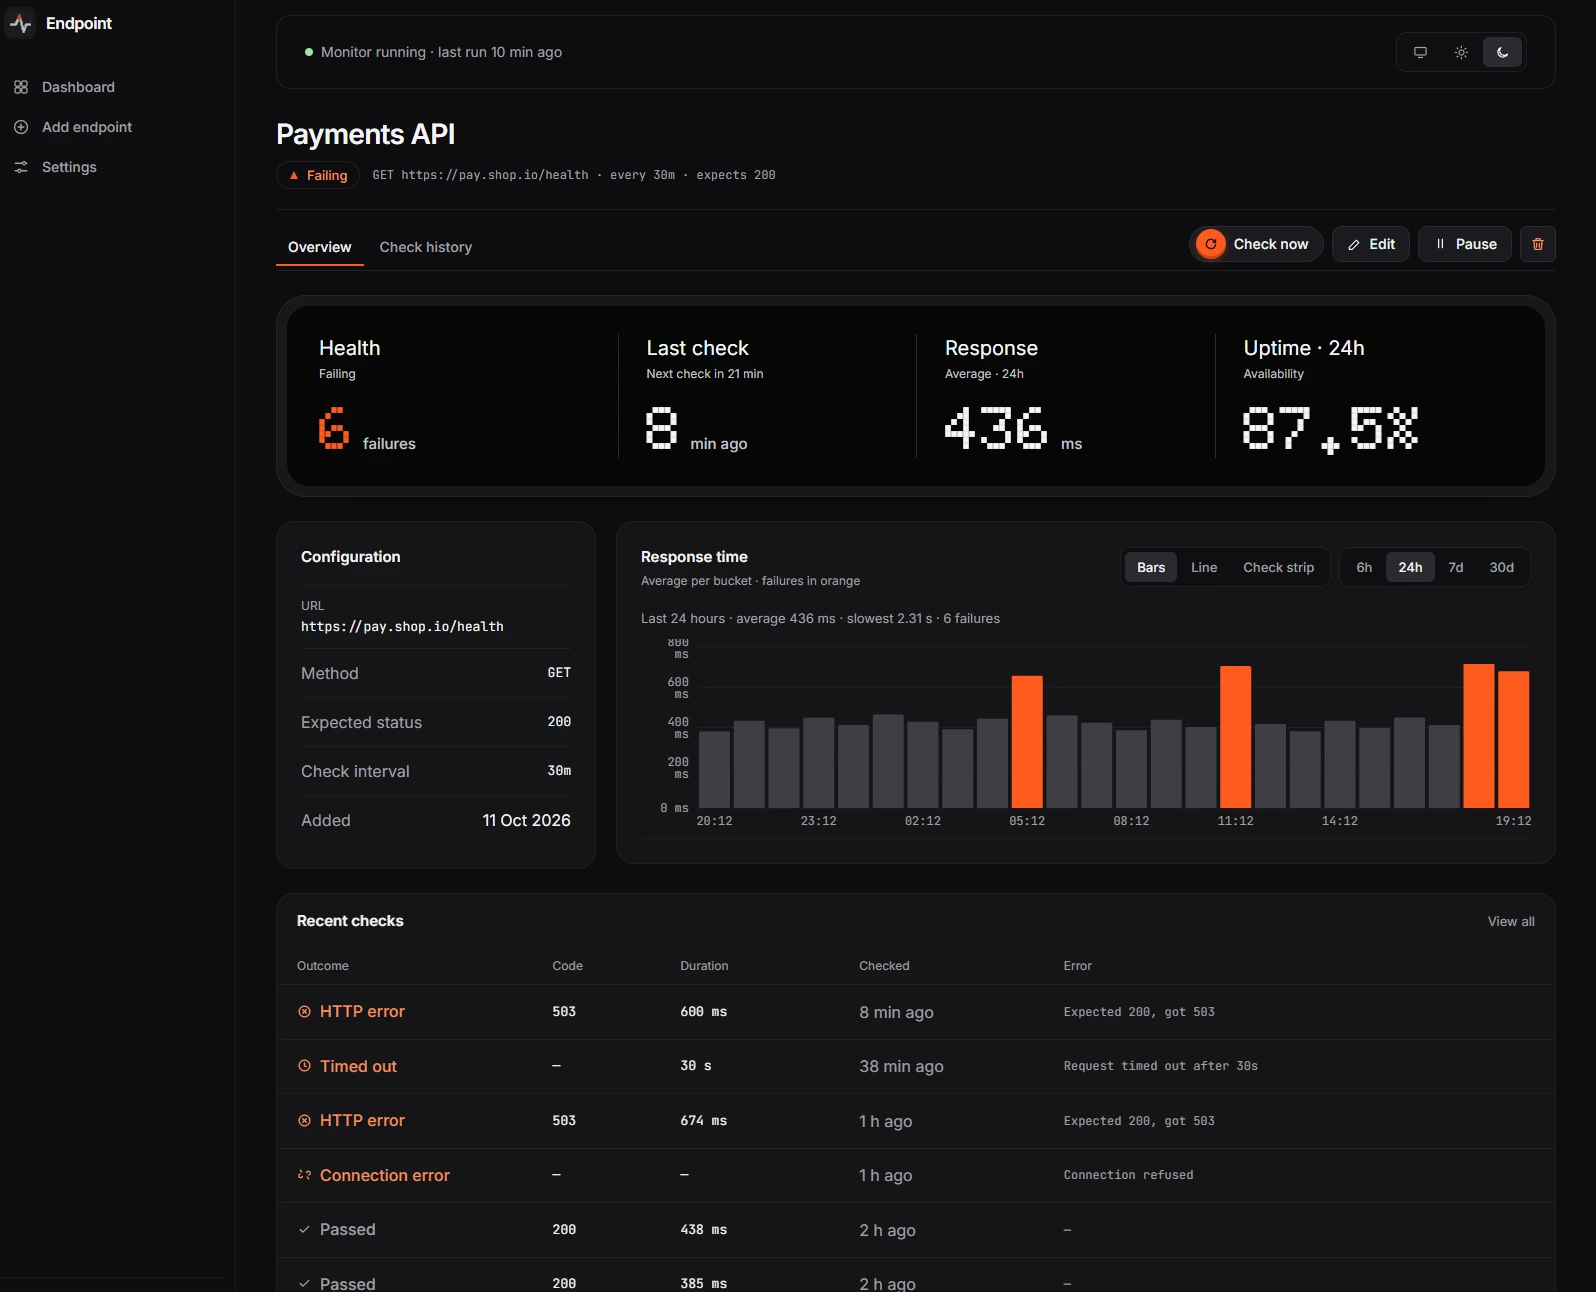 Endpoint
Dashboard
Add endpoint
Settings
Monitor running · last run 10 min ago
Payments API
Failing
GET https://pay.shop.io/health · every 30m · expects 200
Overview
Check history
Check now
Edit
Pause
Health
Failing
6 failures
Last check
Next check in 21 min
8 min ago
Response
Average · 24h
436 ms
Uptime · 24h
Availability
87.5%
Configuration
URL
https://pay.shop.io/health
Method GET
Expected status 200
Check interval 30m
Added 11 Oct 2026
Response time
Average per bucket · failures in orange
Bars Line Check strip
6h 24h 7d 30d
Last 24 hours · average 436 ms · slowest 2.31 s · 6 failures
800 ms
600 ms
400 ms
200 ms
0 ms
20:12 23:12 02:12 05:12 08:12 11:12 14:12 19:12
Recent checks
View all
Outcome Code Duration Checked Error
HTTP error 503 600 ms 8 min ago Expected 200, got 503
Timed out – 30 s 38 min ago Request timed out after 30s
HTTP error 503 674 ms 1 h ago Expected 200, got 503
Connection error – – 1 h ago Connection refused
Passed 200 438 ms 2 h ago –
Passed 200 385 ms 2 h ago –